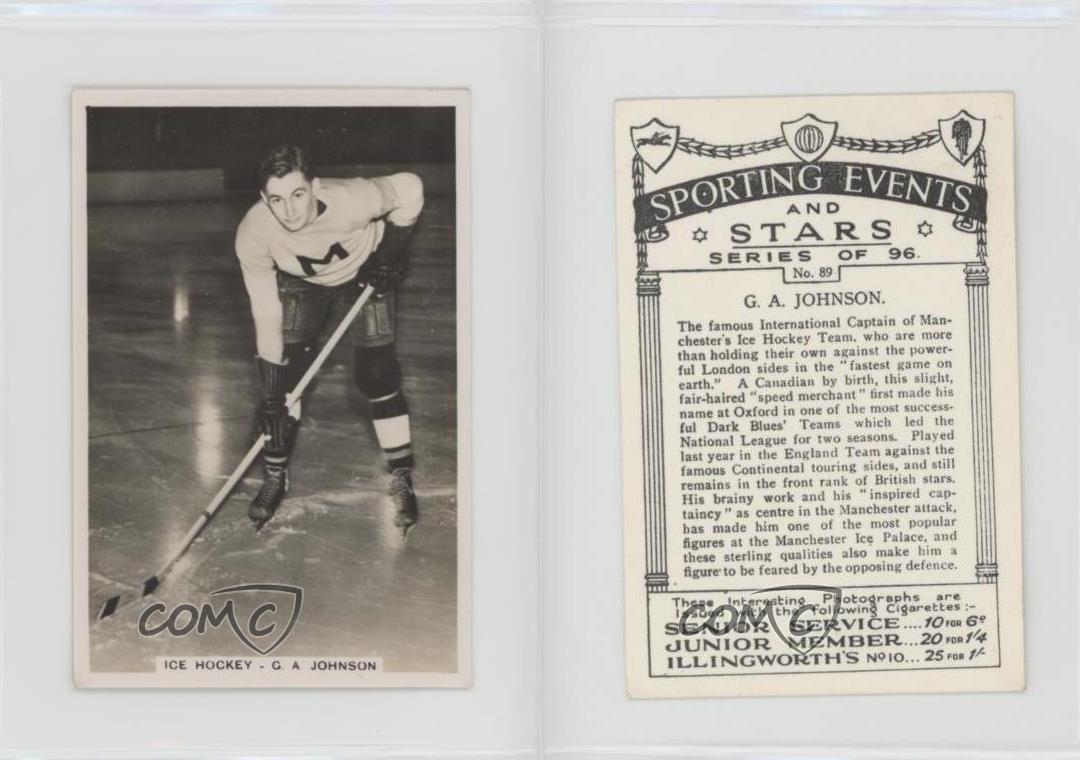 M
COMC
ICE HOCKEY - G. A. JOHNSON
SPORTING EVENTS
AND
STARS
SERIES OF 96.
No. 89
G. A. JOHNSON.
The famous International Captain of Man-
chester's Ice Hockey Team, who are more
than holding their own against the power-
ful London sides in the "fastest game on
earth." A Canadian by birth, this slight,
fair-haired "speed merchant" first made his
name at Oxford in one of the most success-
ful Dark Blues' Teams which led the
National League for two seasons. Played
last year in the England Team against the
famous Continental touring sides, and still
remains in the front rank of British stars.
His brainy work and his "inspired cap-
taincy" as centre in the Manchester attack,
has made him one of the most popular
figures at the Manchester Ice Palace, and
these sterling qualities also make him a
figure to be feared by the opposing defence.
These Interesting Photographs are
issued with the following Cigarettes :-
SENIOR SERVICE .... 10 FOR 6D
JUNIOR MEMBER... 20 FOR 1/4
ILLINGWORTH'S No 10... 25 FOR 1/-
COMC